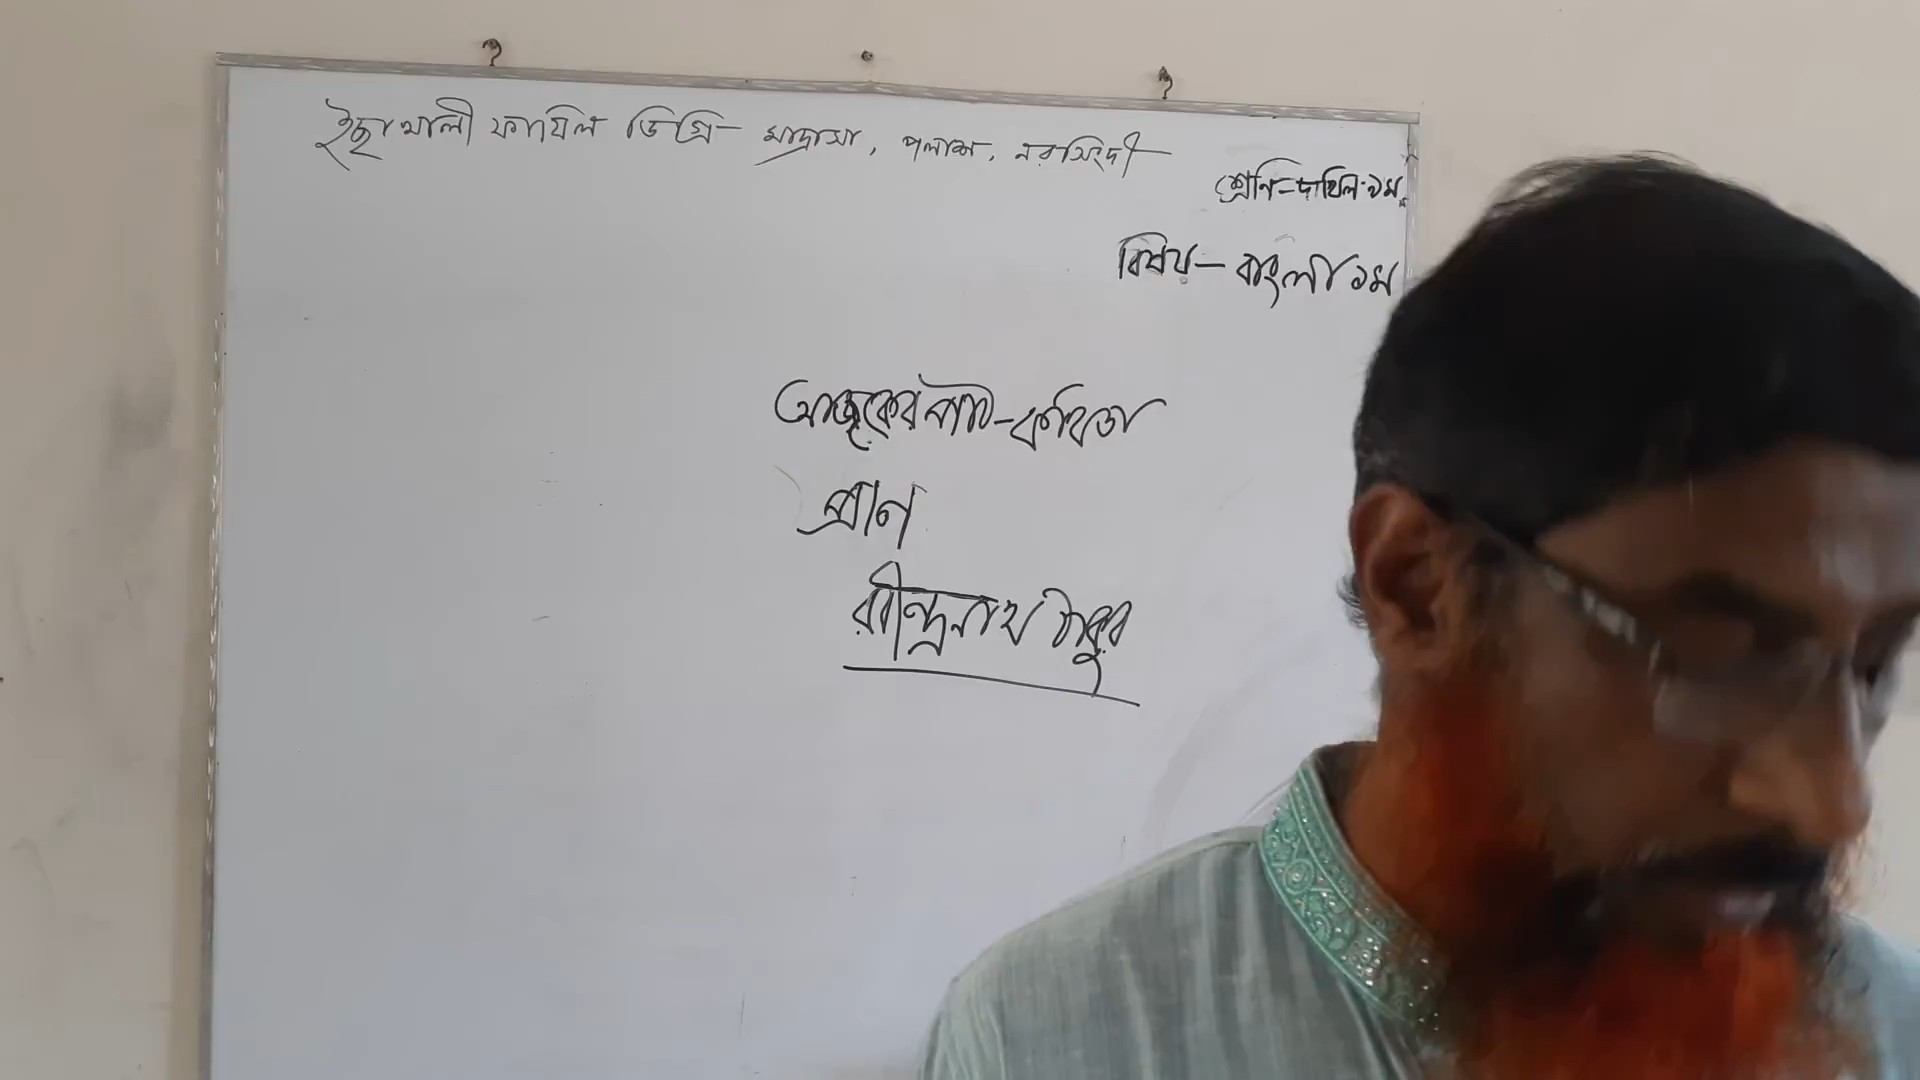 ইছাখালী ফাযিল ডিগ্রি মাদ্রাসা, পলাশ, নরসিংদী
শ্রেণি-দাখিল ৯ম
বিষয়- বাংলা ১ম
আজকের পাঠ-কবিতা
প্রাণ
রবীন্দ্রনাথ ঠাকুর